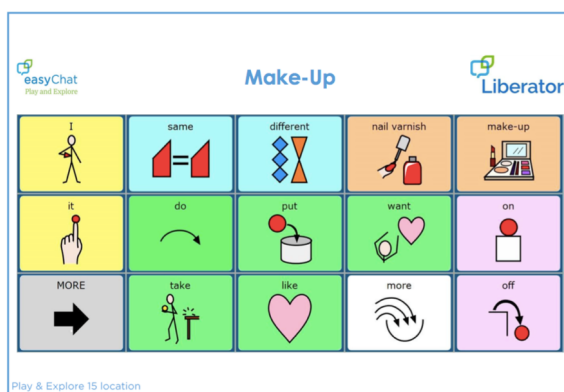 easyChat
Play and Explore
Make-Up
Liberator
I same different nail varnish make-up
it do put want on
MORE take like more off
Play & Explore 15 location